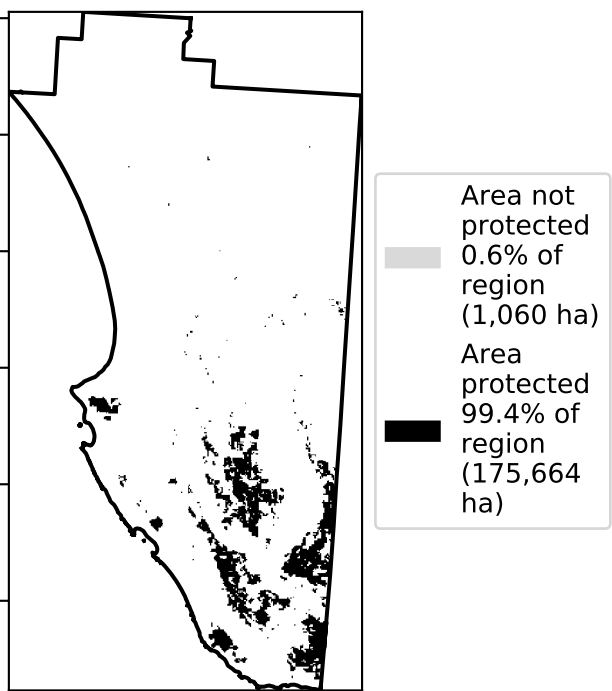 Area not
protected
0.6% of
region
(1,060 ha)
Area
protected
99.4% of
region
(175,664
ha)